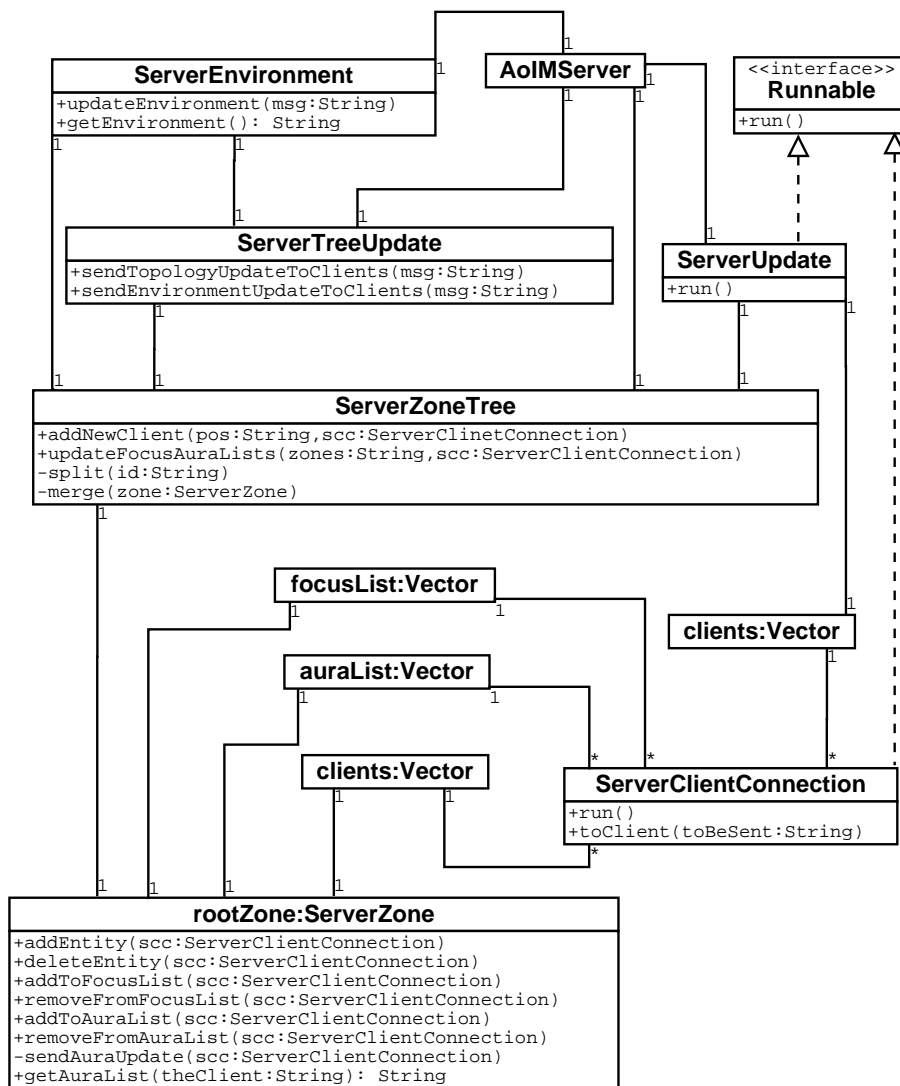 1
1
ServerEnvironment
+updateEnvironment(msg:String)
+getEnvironment(): String
AoIMServer
1
<<interface>>
Runnable
+run()
1
1
1
1
1
1
1
ServerTreeUpdate
+sendTopologyUpdateToClients(msg:String)
+sendEnvironmentUpdateToClients(msg:String)
1
ServerUpdate
+run()
1
1
1
1
1
1
1
ServerZoneTree
+addNewClient(pos:String,scc:ServerClinetConnection)
+updateFocusAuraLists(zones:String,scc:ServerClientConnection)
-split(id:String)
-merge(zone:ServerZone)
1
focusList:Vector
1
1
1
clients:Vector
1
auraList:Vector
1
1
clients:Vector
1
1
*
*
*
ServerClientConnection
+run()
+toClient(toBeSent:String)
*
1
1
1
1
rootZone:ServerZone
+addEntity(scc:ServerClientConnection)
+deleteEntity(scc:ServerClientConnection)
+addToFocusList(scc:ServerClientConnection)
+removeFromFocusList(scc:ServerClientConnection)
+addToAuraList(scc:ServerClientConnection)
+removeFromAuraList(scc:ServerClientConnection)
-sendAuraUpdate(scc:ServerClientConnection)
+getAuraList(theClient:String): String